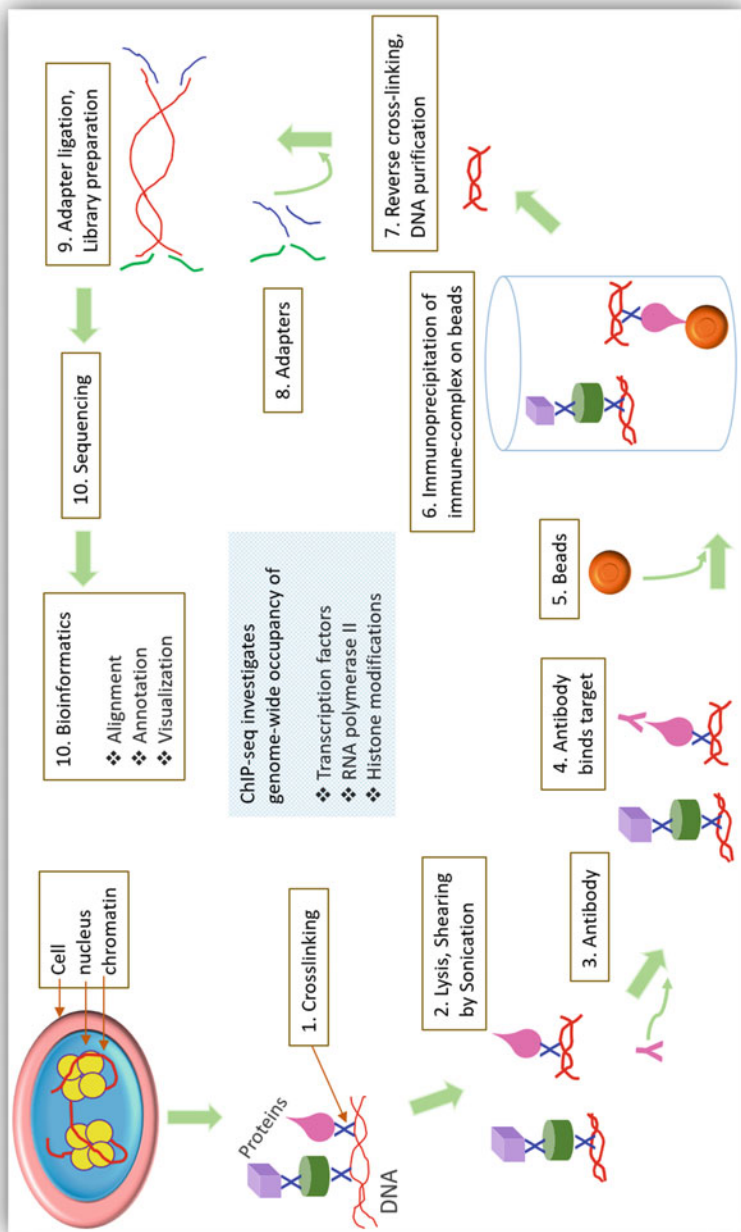 Cell
nucleus
chromatin
Proteins
DNA
1. Crosslinking
2. Lysis, Shearing
by Sonication
3. Antibody
4. Antibody
binds target
5. Beads
6. Immunoprecipitation of
immune-complex on beads
7. Reverse cross-linking,
DNA purification
8. Adapters
9. Adapter ligation,
Library preparation
10. Sequencing
10. Bioinformatics
❖ Alignment
❖ Annotation
❖ Visualization
ChIP-seq investigates
genome-wide occupancy of
❖ Transcription factors
❖ RNA polymerase II
❖ Histone modifications